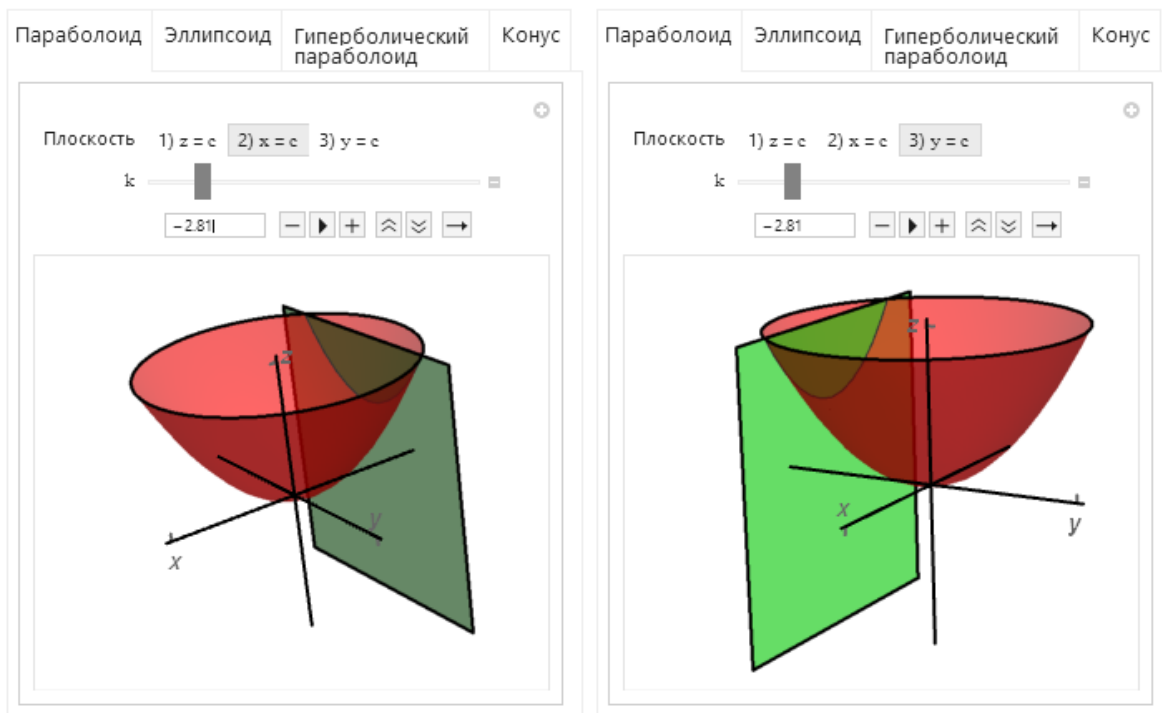 Параболоид Эллипсоид Гиперболический параболоид Конус
Плоскость 1) z = c 2) x = c 3) y = c
k
−2.81
z
y
x
Параболоид Эллипсоид Гиперболический параболоид Конус
Плоскость 1) z = c 2) x = c 3) y = c
k
−2.81
z
x
y